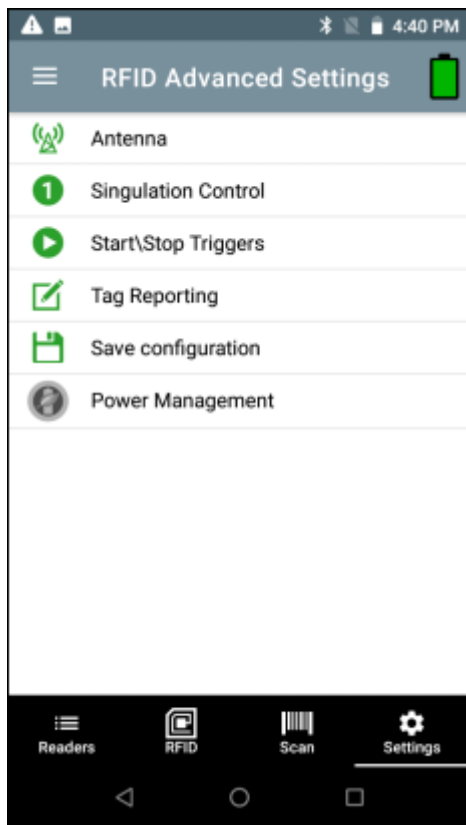 4:40 PM
RFID Advanced Settings
Antenna
1 Singulation Control
Start\Stop Triggers
Tag Reporting
Save configuration
Power Management
Readers RFID Scan Settings